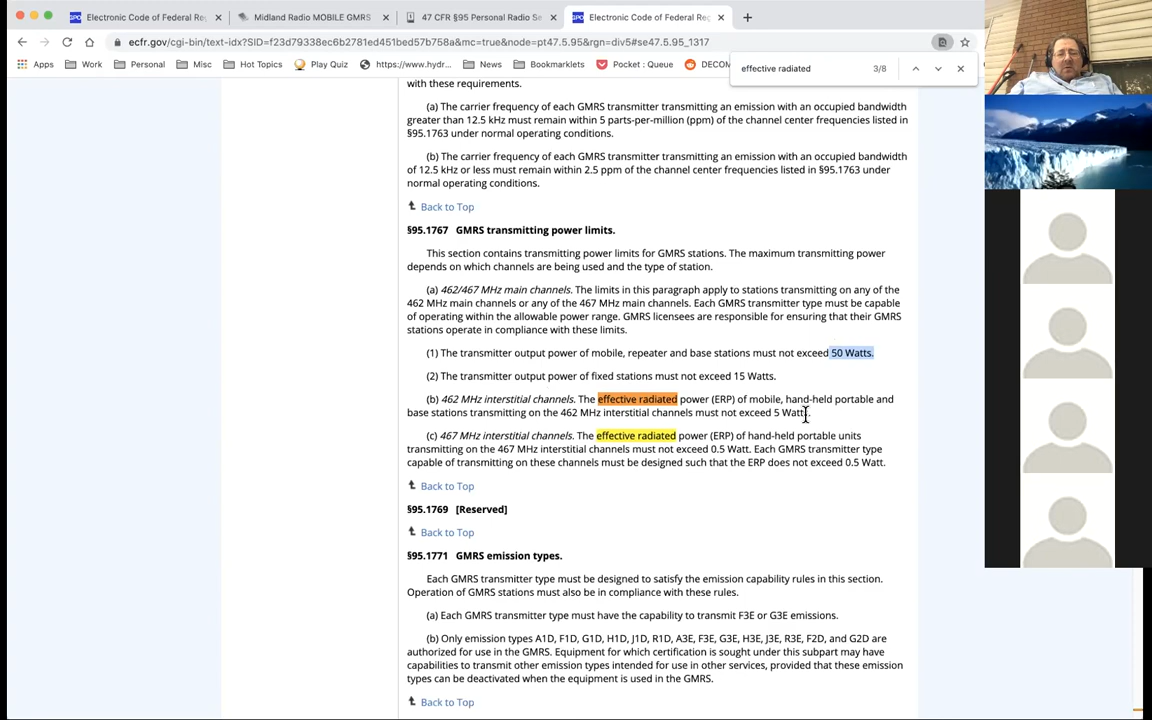 Electronic Code of Federal Reg
Midland Radio MOBILE GMRS
47 CFR §95 Personal Radio Se
Electronic Code of Federal Reg
ecfr.gov/cgi-bin/text-idx?SID=f23d79338ec6b2781ed451bed57b758a&mc=true&node=pt47.5.95&rgn=div5#se47.5.95_1317
Apps
Work
Personal
Misc
Hot Topics
Play Quiz
https://www.hydr...
News
Bookmarklets
Pocket : Queue
DECOM
effective radiated
3/8
with these requirements.
(a) The carrier frequency of each GMRS transmitter transmitting an emission with an occupied bandwidth
greater than 12.5 kHz must remain within 5 parts-per-million (ppm) of the channel center frequencies listed in
§95.1763 under normal operating conditions.
(b) The carrier frequency of each GMRS transmitter transmitting an emission with an occupied bandwidth
of 12.5 kHz or less must remain within 2.5 ppm of the channel center frequencies listed in §95.1763 under
normal operating conditions.
Back to Top
§95.1767 GMRS transmitting power limits.
This section contains transmitting power limits for GMRS stations. The maximum transmitting power
depends on which channels are being used and the type of station.
(a) 462/467 MHz main channels. The limits in this paragraph apply to stations transmitting on any of the
462 MHz main channels or any of the 467 MHz main channels. Each GMRS transmitter type must be capable
of operating within the allowable power range. GMRS licensees are responsible for ensuring that their GMRS
stations operate in compliance with these limits.
(1) The transmitter output power of mobile, repeater and base stations must not exceed 50 Watts.
(2) The transmitter output power of fixed stations must not exceed 15 Watts.
(b) 462 MHz interstitial channels. The effective radiated power (ERP) of mobile, hand-held portable and
base stations transmitting on the 462 MHz interstitial channels must not exceed 5 Watts.
(c) 467 MHz interstitial channels. The effective radiated power (ERP) of hand-held portable units
transmitting on the 467 MHz interstitial channels must not exceed 0.5 Watt. Each GMRS transmitter type
capable of transmitting on these channels must be designed such that the ERP does not exceed 0.5 Watt.
Back to Top
§95.1769 [Reserved]
Back to Top
§95.1771 GMRS emission types.
Each GMRS transmitter type must be designed to satisfy the emission capability rules in this section.
Operation of GMRS stations must also be in compliance with these rules.
(a) Each GMRS transmitter type must have the capability to transmit F3E or G3E emissions.
(b) Only emission types A1D, F1D, G1D, H1D, J1D, R1D, A3E, F3E, G3E, H3E, J3E, R3E, F2D, and G2D are
authorized for use in the GMRS. Equipment for which certification is sought under this subpart may have
capabilities to transmit other emission types intended for use in other services, provided that these emission
types can be deactivated when the equipment is used in the GMRS.
Back to Top